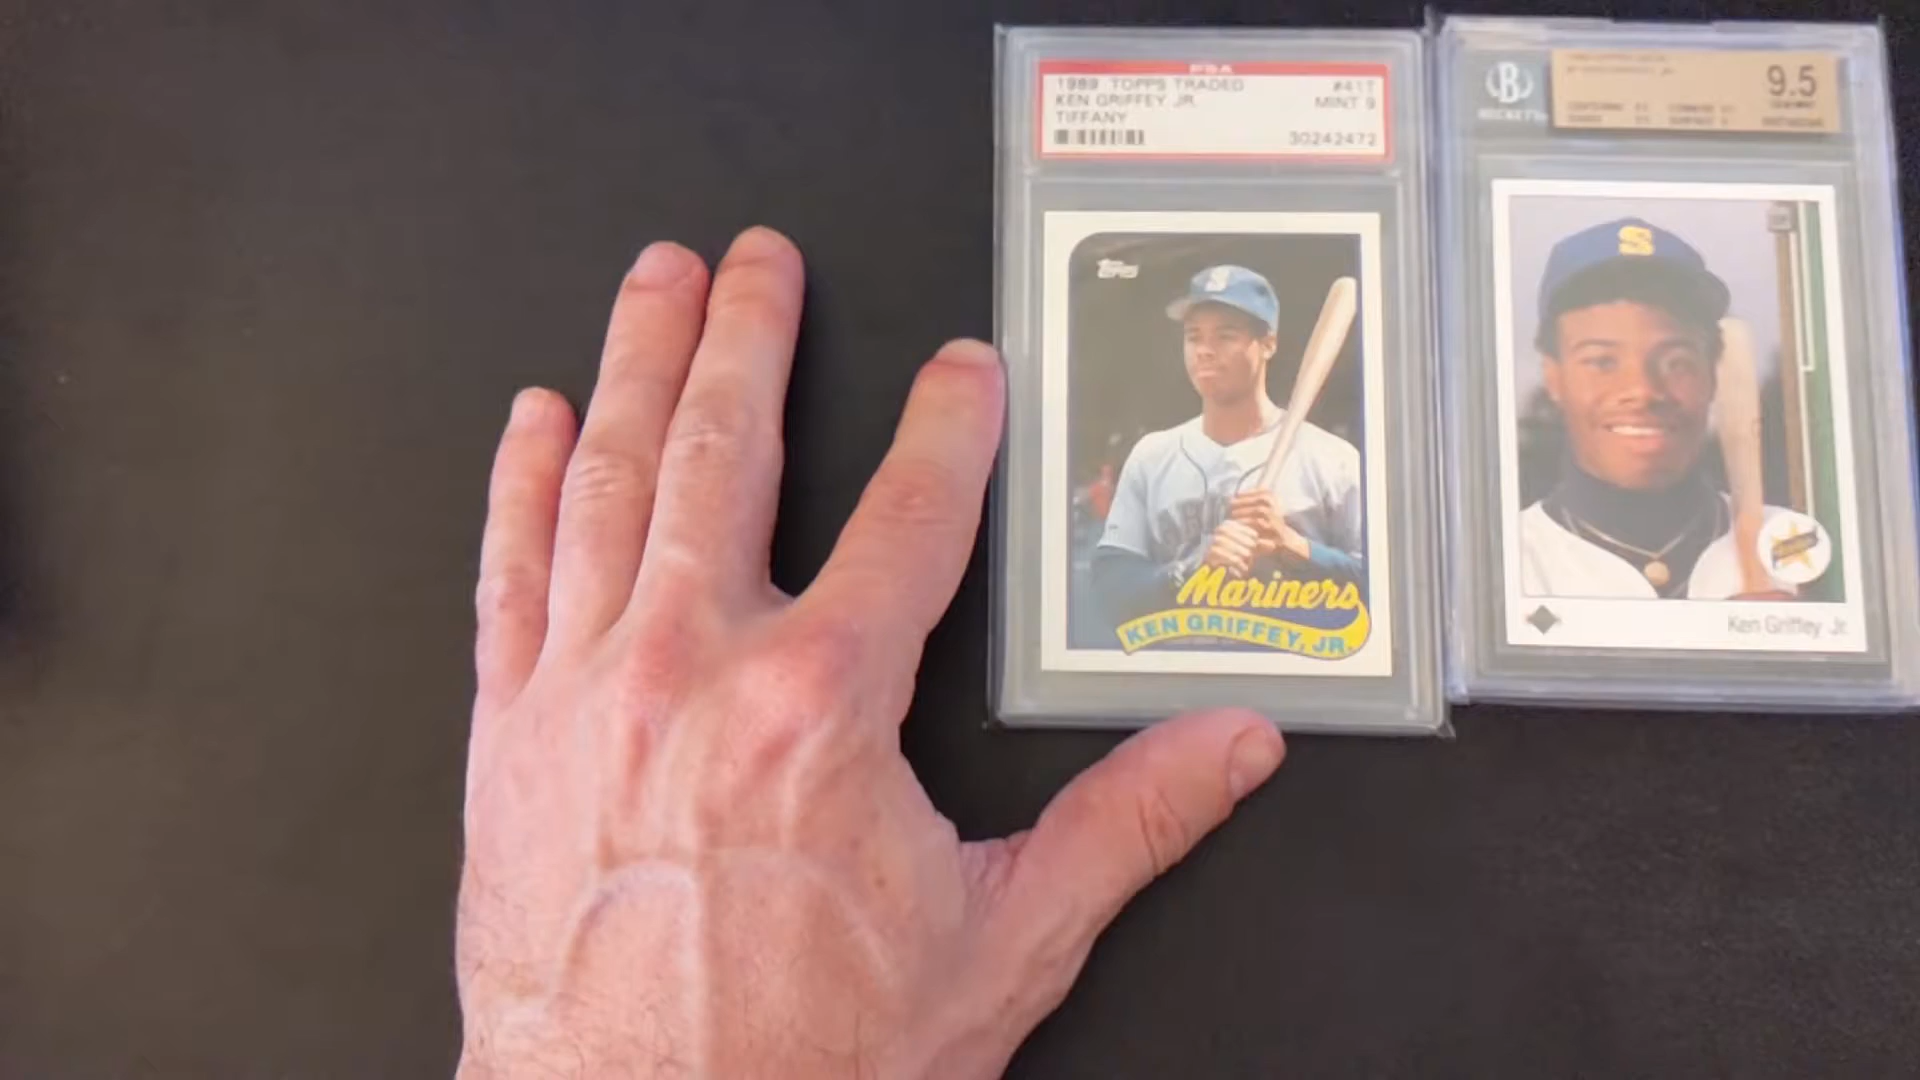 PSA
1989 TOPPS TRADED
#41T
KEN GRIFFEY JR.
MINT 9
TIFFANY
30242472
Topps
Mariners
KEN GRIFFEY, JR.
B
BECKETT
9.5
S
Ken Griffey Jr.